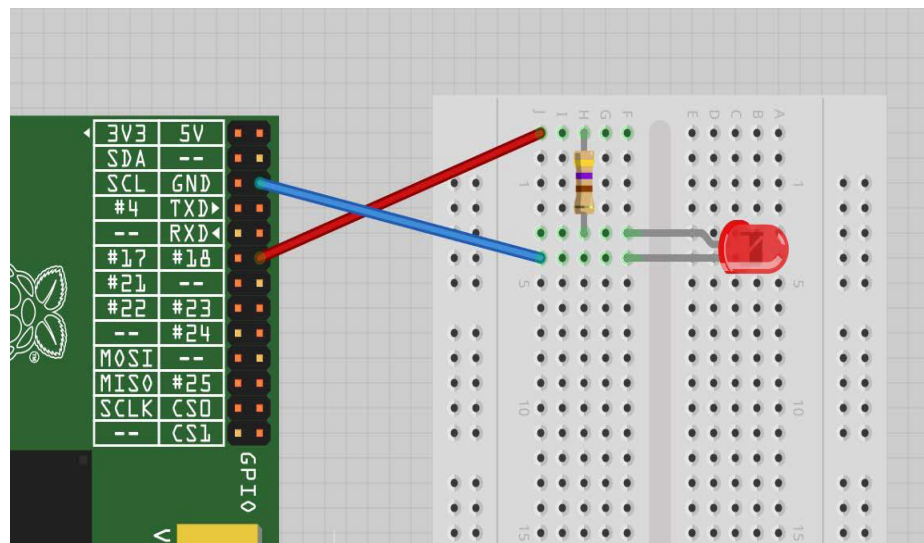 3V3 5V
SDA --
SCL GND
#4 TXD
-- RXD
#17 #18
#21 --
#22 #23
-- #24
MOSI --
MISO #25
SCLK CS0
-- CS1
GPIO
J I H G F E D C B A
1 1
5 5
10 10
15 15